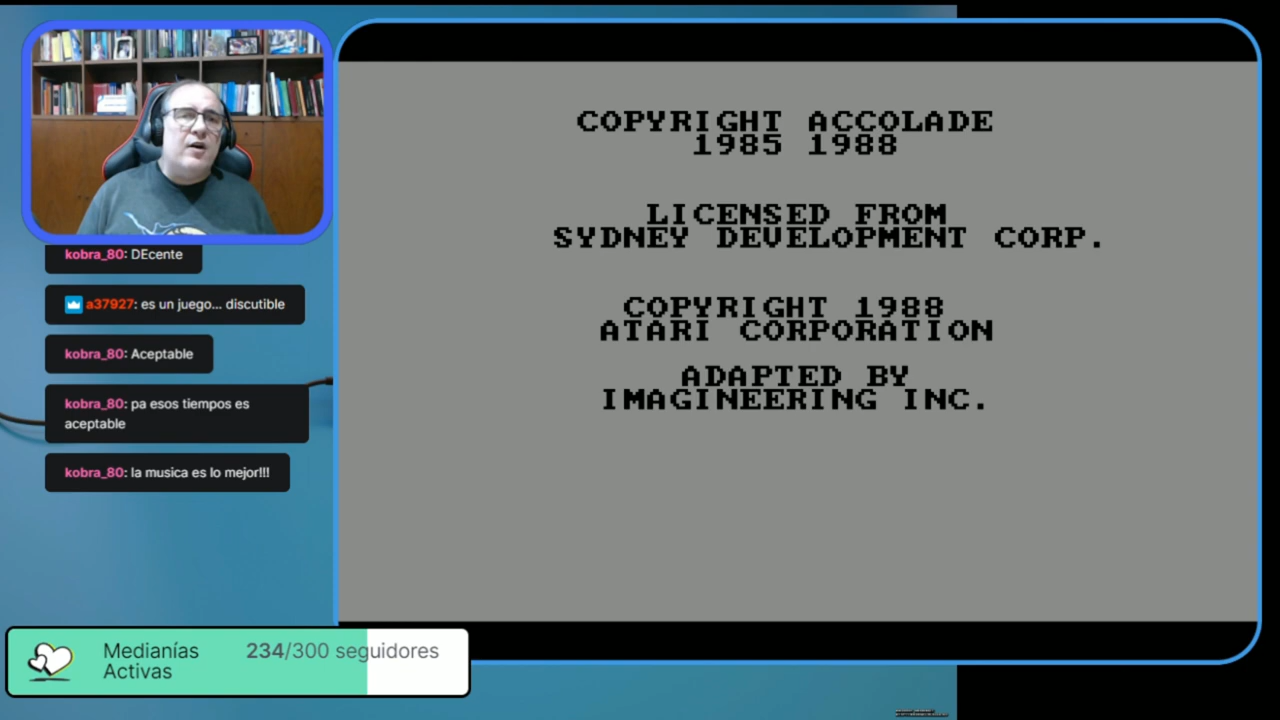 COPYRIGHT ACCOLADE
1985 1988
LICENSED FROM
SYDNEY DEVELOPMENT CORP.
COPYRIGHT 1988
ATARI CORPORATION
ADAPTED BY
IMAGINEERING INC.
kobra_80: DEcente
a37927: es un juego... discutible
kobra_80: Aceptable
kobra_80: pa esos tiempos es
aceptable
kobra_80: la musica es lo mejor!!!
Medianías
Activas
234/300 seguidores